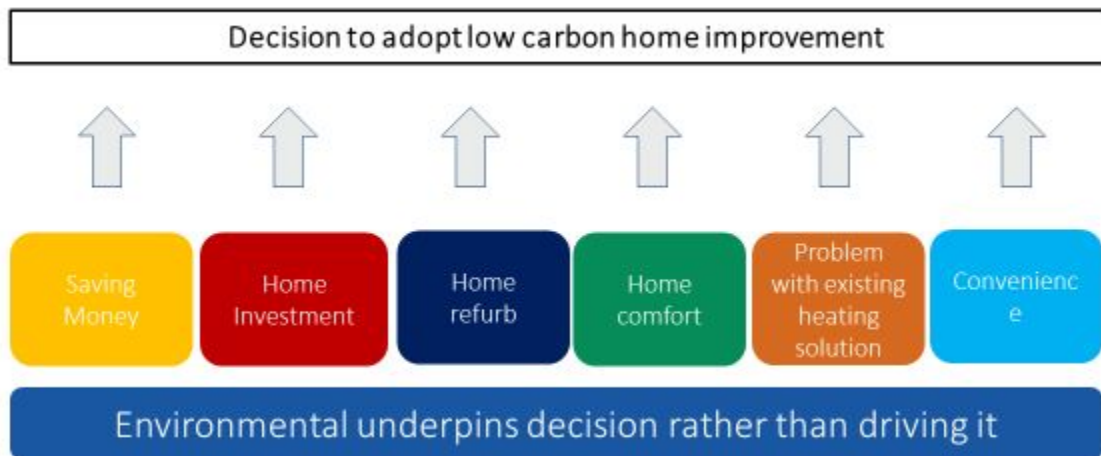 Decision to adopt low carbon home improvement
Saving
Money
Home
Investment
Home
refurb
Home
comfort
Problem
with existing
heating
solution
Convenienc
e
Environmental underpins decision rather than driving it